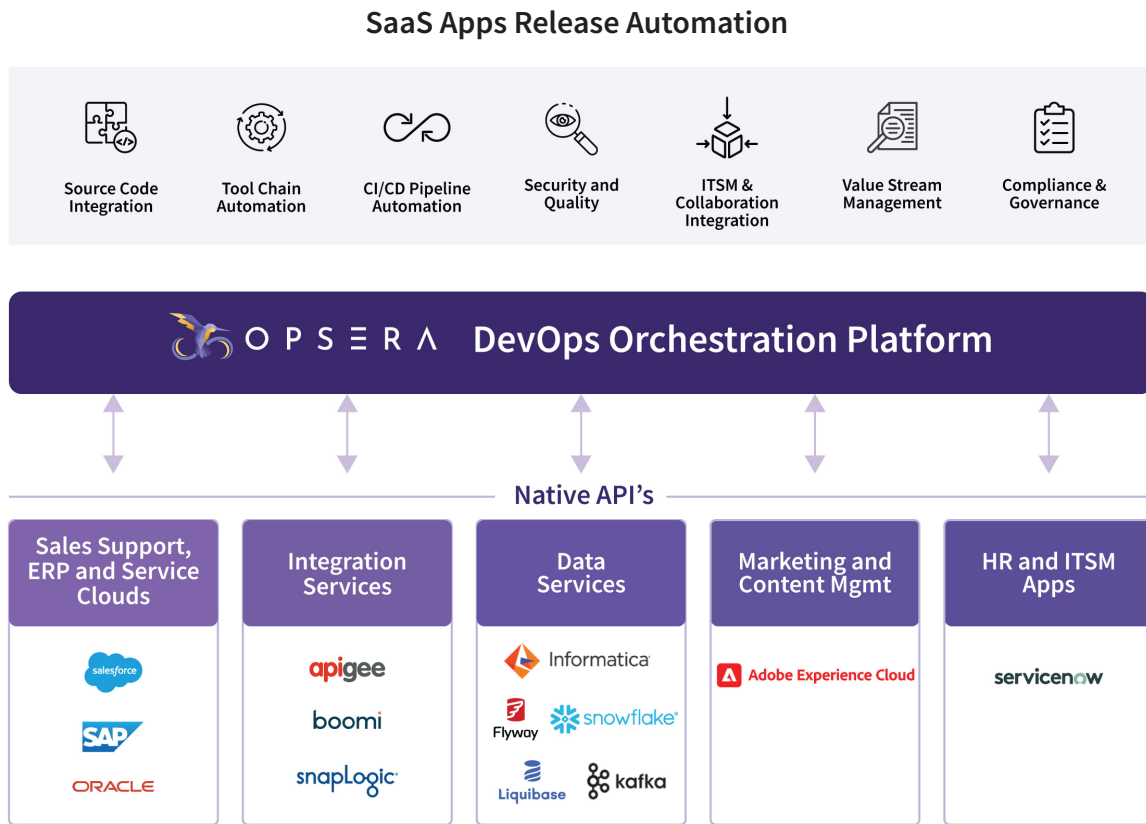 SaaS Apps Release Automation
Source Code
Integration
Tool Chain
Automation
CI/CD Pipeline
Automation
Security and
Quality
ITSM &
Collaboration
Integration
Value Stream
Management
Compliance &
Governance
OPSERA DevOps Orchestration Platform
Native API's
Sales Support,
ERP and Service
Clouds
salesforce
SAP
ORACLE
Integration
Services
apigee
boomi
snapLogic
Data
Services
Informatica
Flyway
snowflake
Liquibase
kafka
Marketing and
Content Mgmt
Adobe Experience Cloud
HR and ITSM
Apps
servicenow